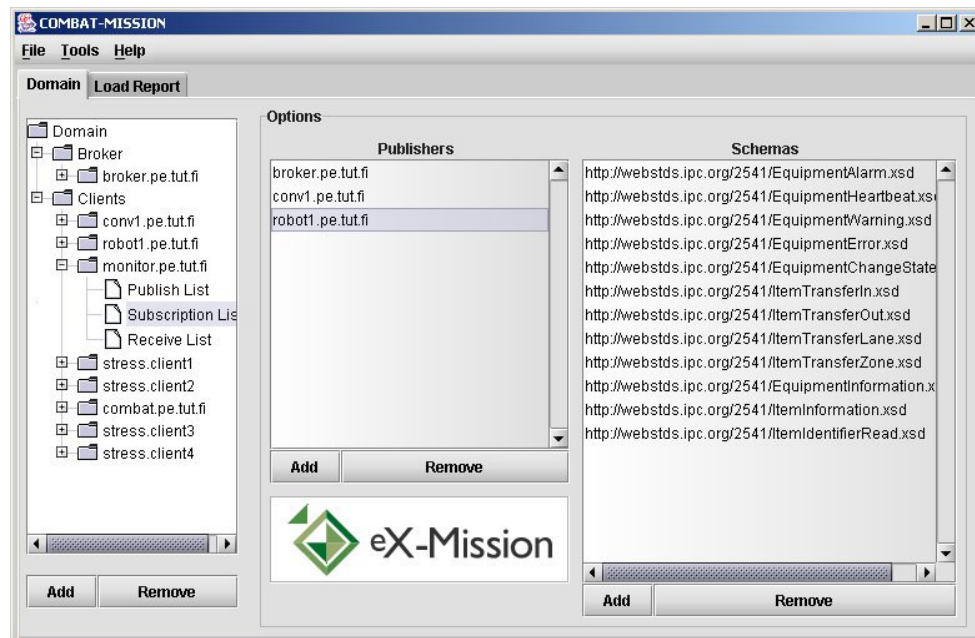 COMBAT-MISSION
File Tools Help
Domain Load Report
Domain
Broker
broker.pe.tut.fi
Clients
conv1.pe.tut.fi
robot1.pe.tut.fi
monitor.pe.tut.fi
Publish List
Subscription Lis
Receive List
stress.client1
stress.client2
combat.pe.tut.fi
stress.client3
stress.client4
Add Remove
Options
Publishers
broker.pe.tut.fi
conv1.pe.tut.fi
robot1.pe.tut.fi
Add Remove
eX-Mission
Schemas
http://webstds.ipc.org/2541/EquipmentAlarm.xsd
http://webstds.ipc.org/2541/EquipmentHeartbeat.xs
http://webstds.ipc.org/2541/EquipmentWarning.xsd
http://webstds.ipc.org/2541/EquipmentError.xsd
http://webstds.ipc.org/2541/EquipmentChangeState
http://webstds.ipc.org/2541/ItemTransferIn.xsd
http://webstds.ipc.org/2541/ItemTransferOut.xsd
http://webstds.ipc.org/2541/ItemTransferLane.xsd
http://webstds.ipc.org/2541/ItemTransferZone.xsd
http://webstds.ipc.org/2541/EquipmentInformation.x
http://webstds.ipc.org/2541/ItemInformation.xsd
http://webstds.ipc.org/2541/ItemIdentifierRead.xsd
Add Remove